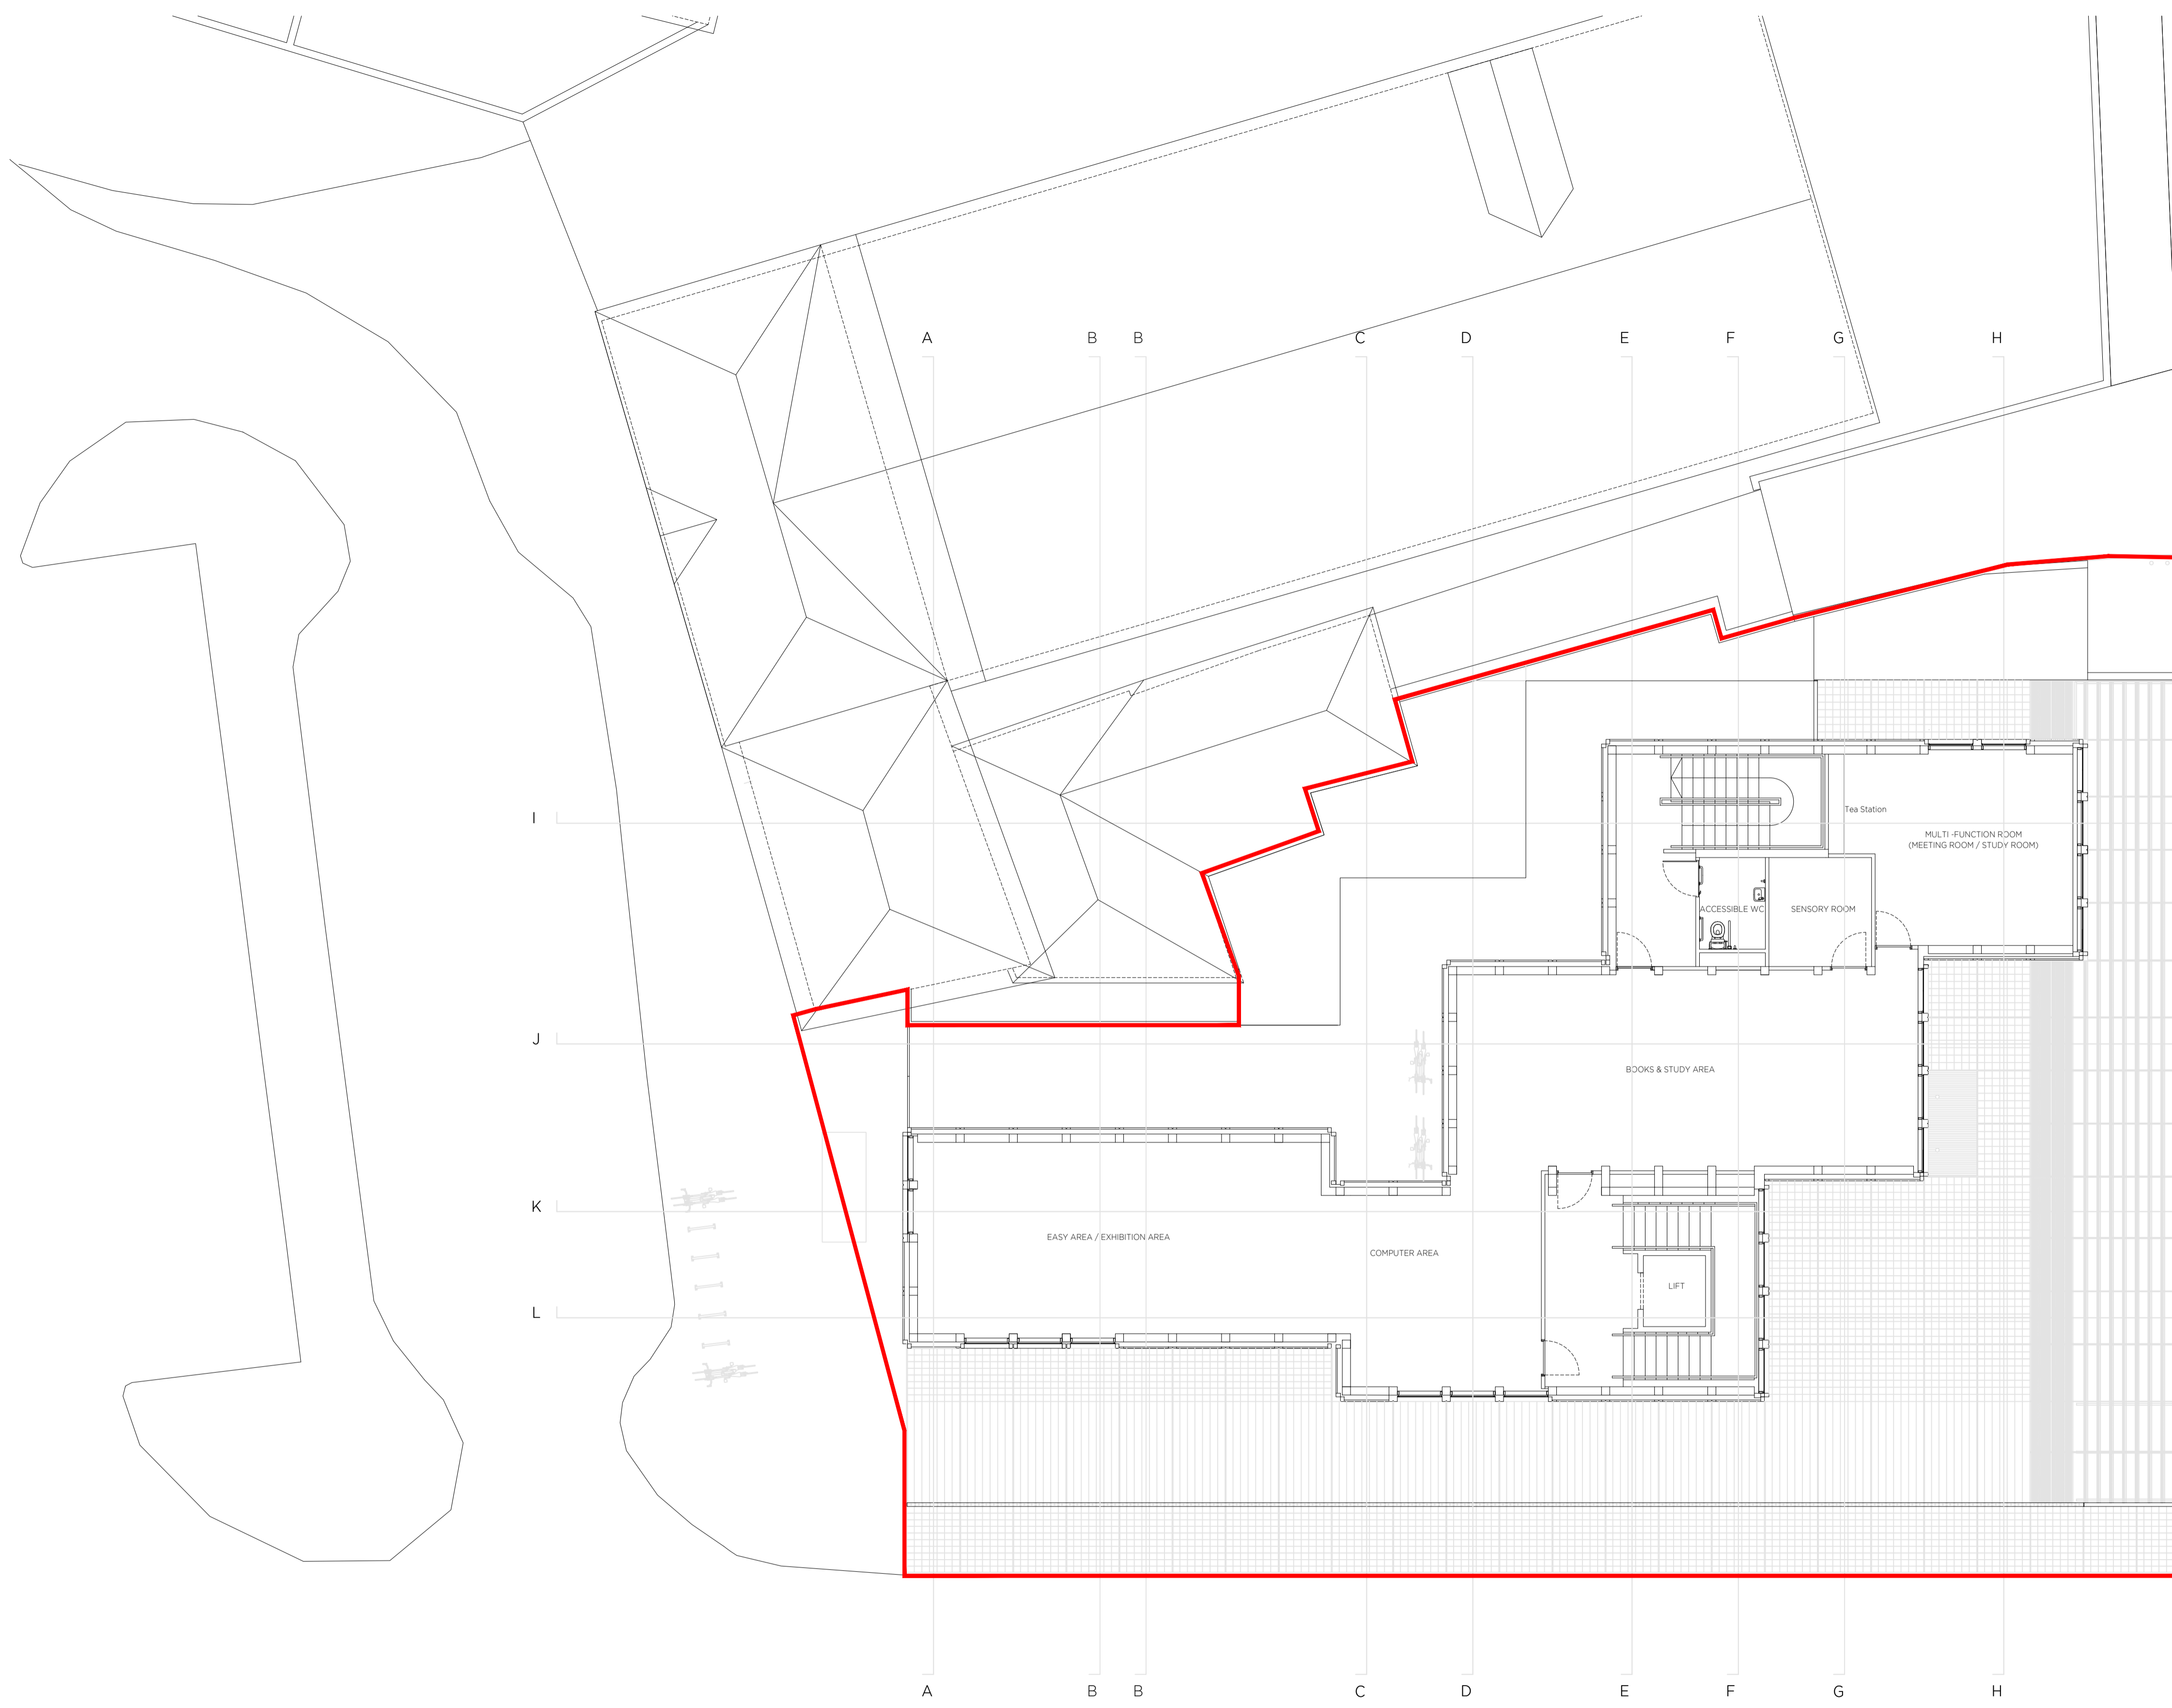 A B B C D E F G H
I
Tea Station
MULTI -FUNCTION ROOM
(MEETING ROOM / STUDY ROOM)
ACCESSIBLE WC
SENSORY ROOM
J
BOOKS & STUDY AREA
K
EASY AREA / EXHIBITION AREA
COMPUTER AREA
LIFT
L
A B B C D E F G H